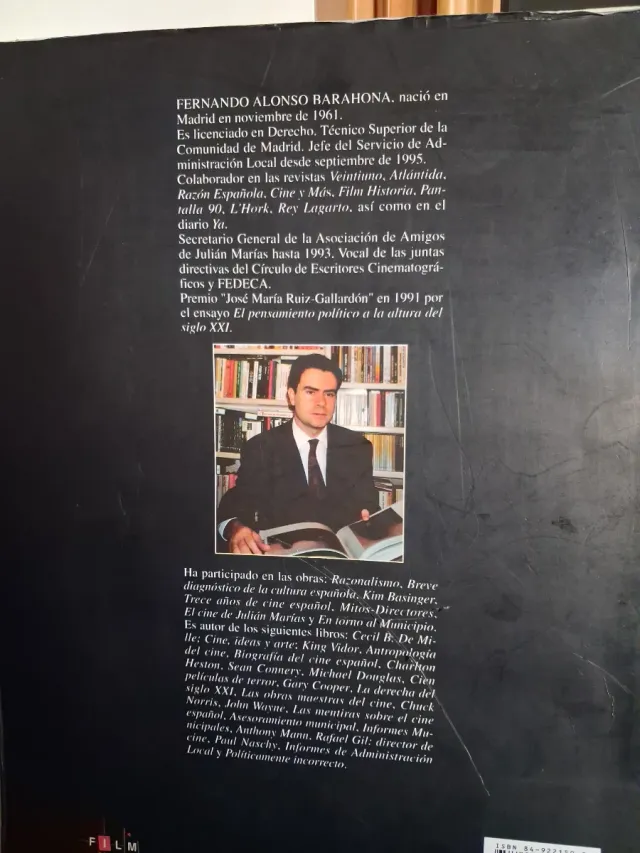 FERNANDO ALONSO BARAHONA, nació en
Madrid en noviembre de 1961.
Es licenciado en Derecho. Técnico Superior de la
Comunidad de Madrid. Jefe del Servicio de Ad-
ministración Local desde septiembre de 1995.
Colaborador en las revistas Veintiuno, Atlántida,
Razón Española, Cine y Más, Film Historia, Pan-
talla 90, L'Hork, Rey Lagarto, así como en el
diario Ya.
Secretario General de la Asociación de Amigos
de Julián Marías hasta 1993. Vocal de las juntas
directivas del Círculo de Escritores Cinematográ-
ficos y FEDECA.
Premio "José María Ruiz-Gallardón" en 1991 por
el ensayo El pensamiento político a la altura del
siglo XXI.
Ha participado en las obras: Razonalismo, Breve
diagnóstico de la cultura española, Kim Basinger,
Trece años de cine español, Mitos-Directores,
El cine de Julián Marías y En torno al Municipio.
Es autor de los siguientes libros: Cecil B. De Mi-
lle; Cine, ideas y arte; King Vidor, Antropología
del cine, Biografía del cine español, Charlton
Heston, Sean Connery, Michael Douglas, Cien
películas de terror, Gary Cooper, La derecha del
siglo XXI, Las obras maestras del cine, Chuck
Norris, John Wayne, Las mentiras sobre el cine
español, Asesoramiento municipal, Informes Mu-
nicipales, Anthony Mann, Rafael Gil: director de
cine, Paul Naschy, Informes de Administración
Local y Políticamente incorrecto.
FILM
ISBN 84-922150